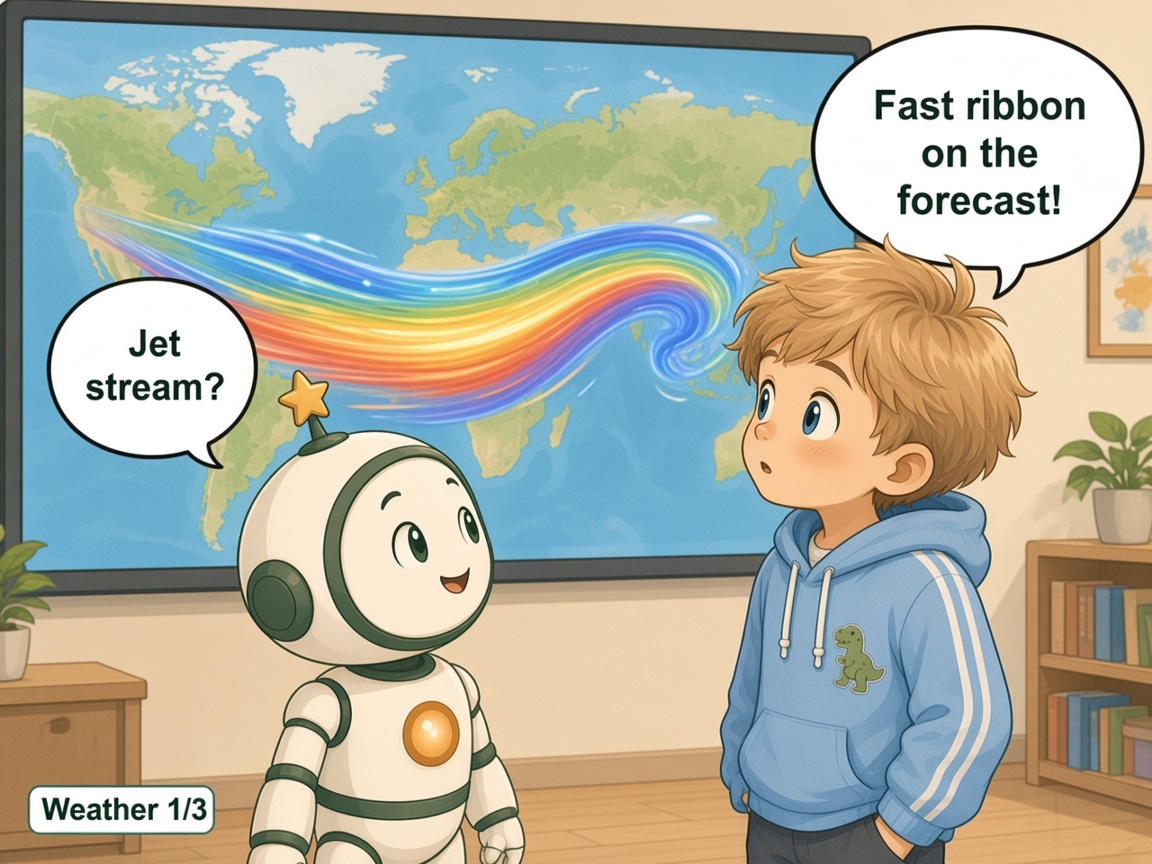 Jet
stream?
Fast ribbon
on the
forecast!
Weather 1/3